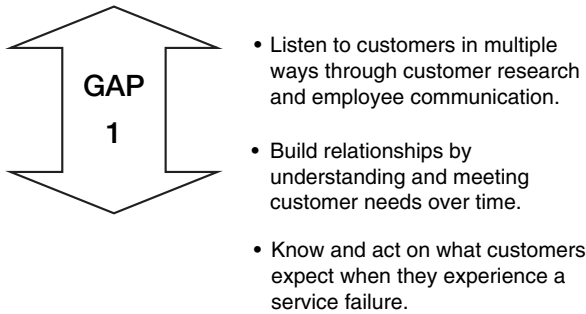 GAP
1
• Listen to customers in multiple
ways through customer research
and employee communication.
• Build relationships by
understanding and meeting
customer needs over time.
• Know and act on what customers
expect when they experience a
service failure.